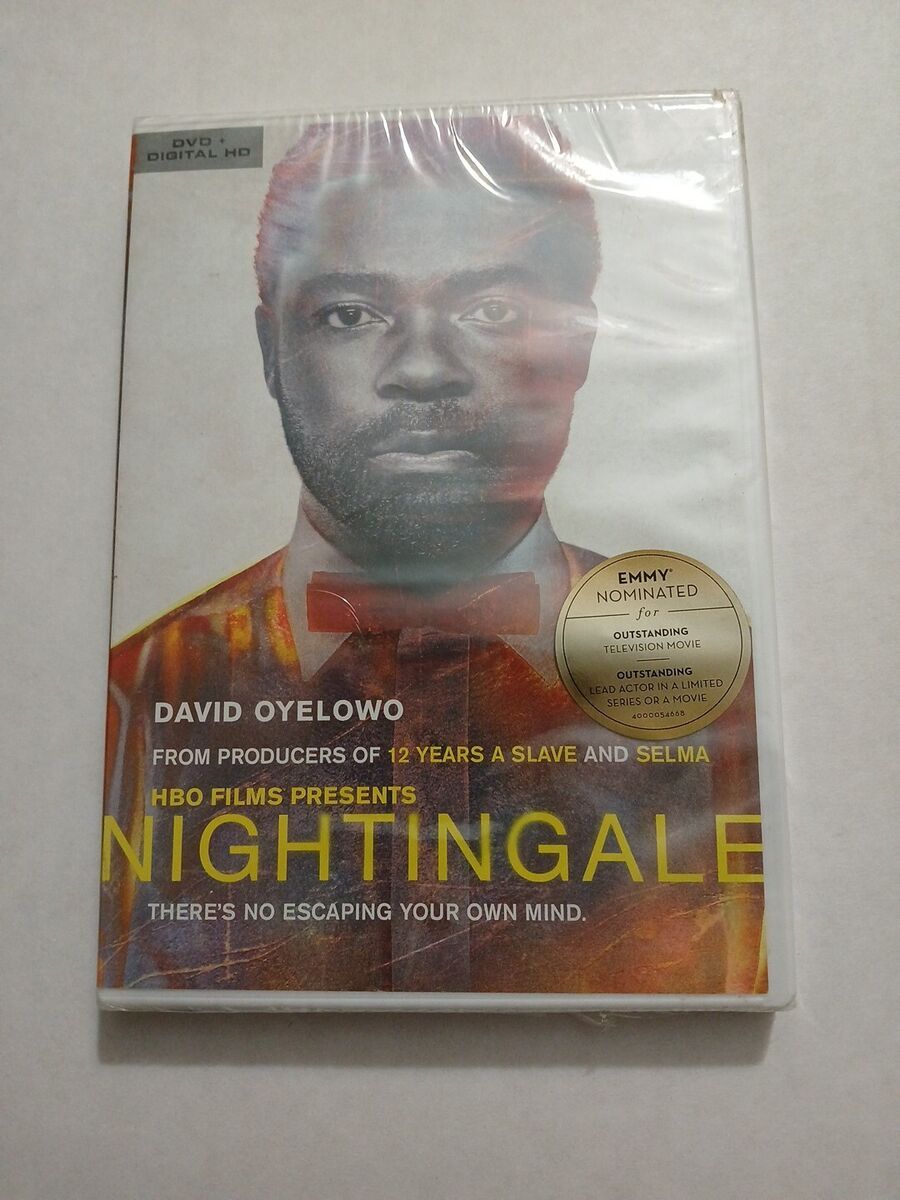 DVD +
DIGITAL HD
EMMY®
NOMINATED
for
OUTSTANDING
TELEVISION MOVIE
OUTSTANDING
LEAD ACTOR IN A LIMITED
SERIES OR A MOVIE
4000054668
DAVID OYELOWO
FROM PRODUCERS OF 12 YEARS A SLAVE AND SELMA
HBO FILMS PRESENTS
NIGHTINGALE
THERE'S NO ESCAPING YOUR OWN MIND.